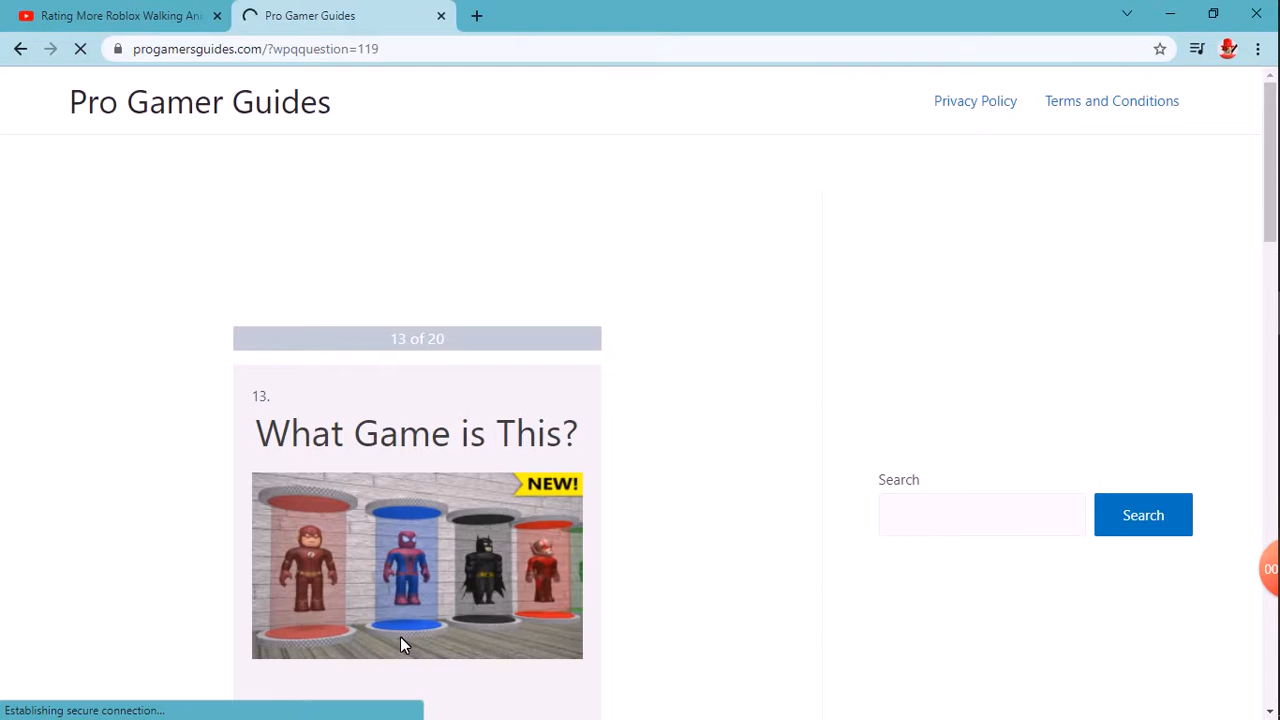 Rating More Roblox Walking An
Pro Gamer Guides
progamersguides.com/?wpqquestion=119
Pro Gamer Guides
Privacy Policy
Terms and Conditions
13 of 20
13.
What Game is This?
NEW!
Search
Search
00
Establishing secure connection...